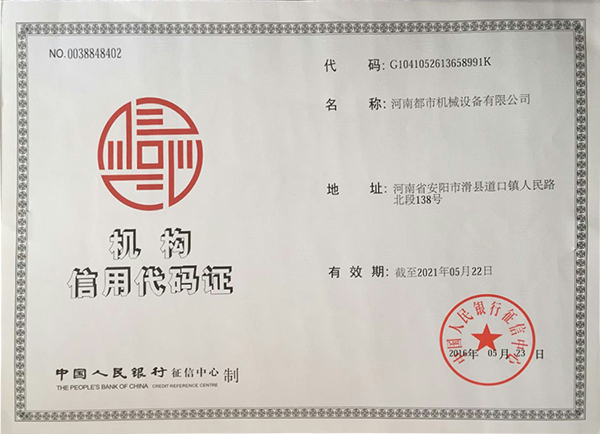 NO.0038848402
机构
信用代码证
中国人民银行征信中心 制
THE PEOPLE'S BANK OF CHINA CREDIT REFERENCE CENTRE
代 码: G1041052613658991K
名 称: 河南都市机械设备有限公司
地 址: 河南省安阳市滑县道口镇人民路
北段138号
有 效 期: 截至2021年05月22日
中国人民银行征信中心
2016年 05月 23日